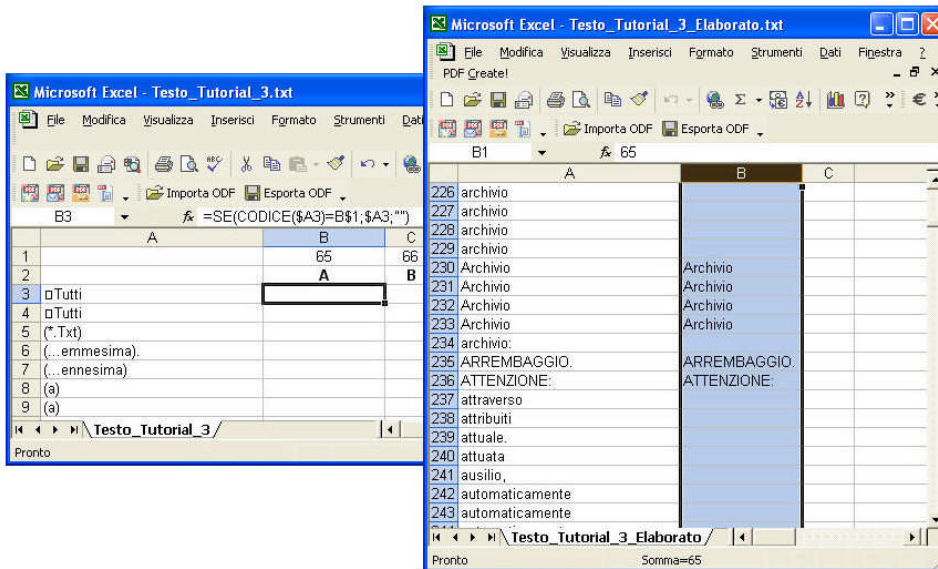 Microsoft Excel - Testo_Tutorial_3.txt
File Modifica Visualizza Inserisci Formato Strumenti Dati
Importa ODF Esporta ODF
B3 fx =SE(CODICE($A3)=B$1;$A3;"")
A B C
1 65 66
2 A B
3 □Tutti
4 □Tutti
5 (*.Txt)
6 (...emmesima).
7 (...ennesima)
8 (a)
9 (a)
Testo_Tutorial_3
Pronto
Microsoft Excel - Testo_Tutorial_3_Elaborato.txt
File Modifica Visualizza Inserisci Formato Strumenti Dati Finestra ?
PDF Create!
Importa ODF Esporta ODF
B1 fx 65
A B C
226 archivio
227 archivio
228 archivio
229 archivio
230 Archivio Archivio
231 Archivio Archivio
232 Archivio Archivio
233 Archivio Archivio
234 archivio:
235 ARREMBAGGIO. ARREMBAGGIO.
236 ATTENZIONE: ATTENZIONE:
237 attraverso
238 attribuiti
239 attuale.
240 attuata
241 ausilio,
242 automaticamente
243 automaticamente
Testo_Tutorial_3_Elaborato
Pronto Somma=65